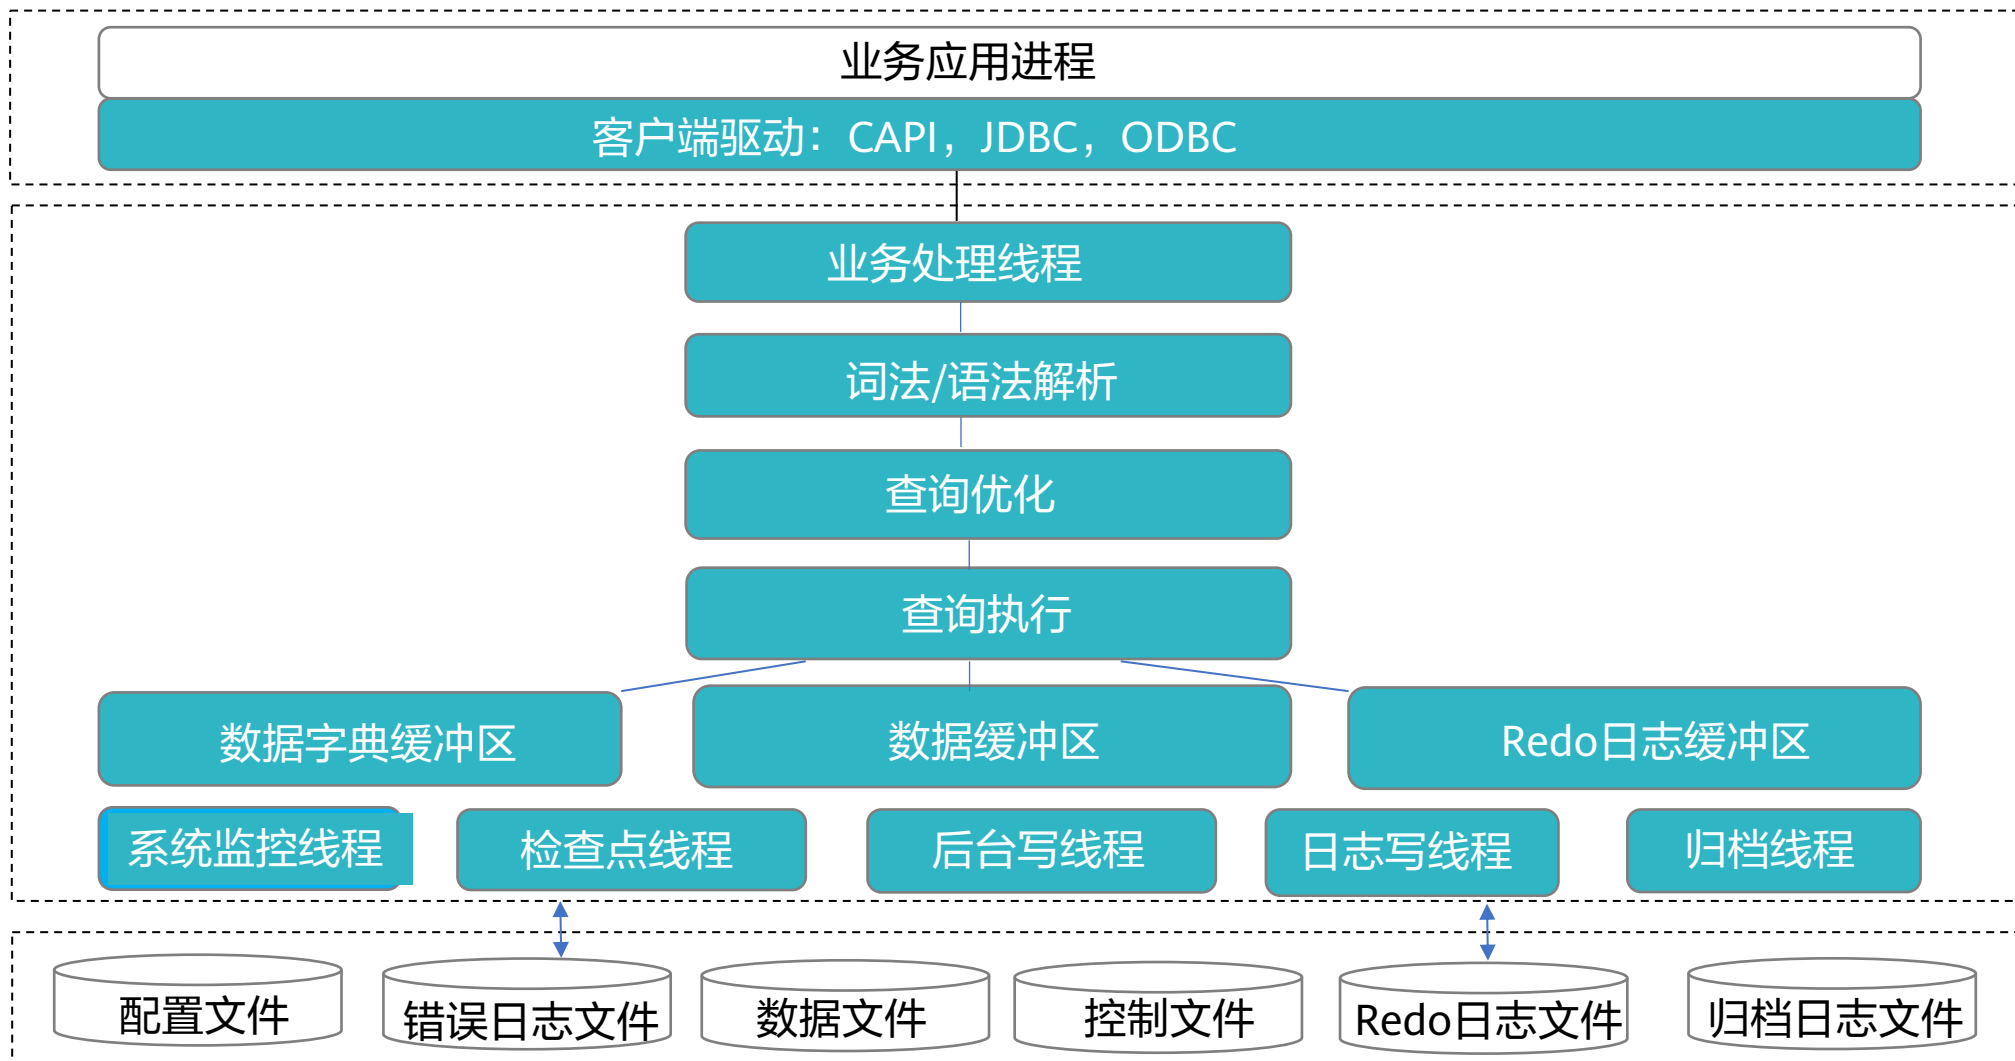 业务应用进程
客户端驱动：CAPI，JDBC，ODBC
业务处理线程
词法/语法解析
查询优化
查询执行
数据字典缓冲区
数据缓冲区
Redo日志缓冲区
系统监控线程
检查点线程
后台写线程
日志写线程
归档线程
配置文件
错误日志文件
数据文件
控制文件
Redo日志文件
归档日志文件